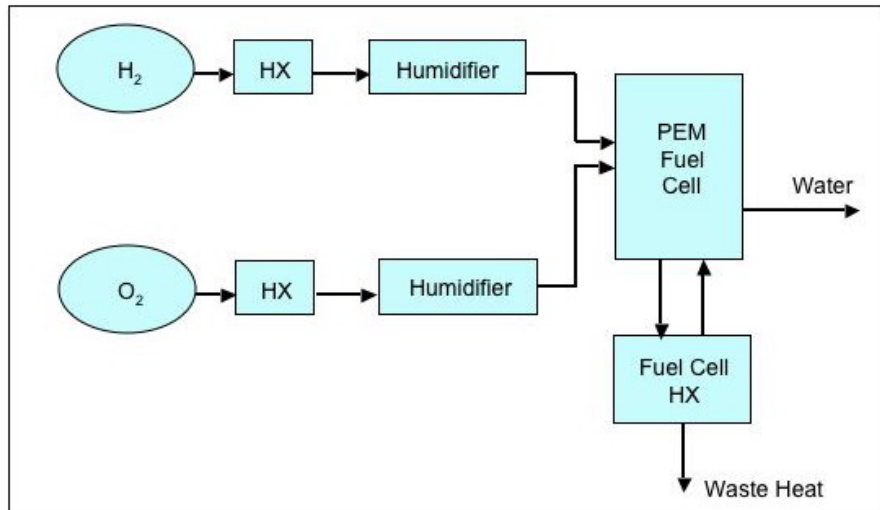 H₂
HX
Humidifier
PEM
Fuel
Cell
Water
O₂
HX
Humidifier
Fuel Cell
HX
Waste Heat